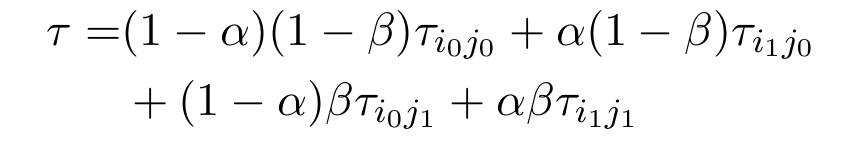 τ =(1 − α)(1 − β)τ_{i_0 j_0} + α(1 − β)τ_{i_1 j_0}
+ (1 − α)βτ_{i_0 j_1} + αβτ_{i_1 j_1}